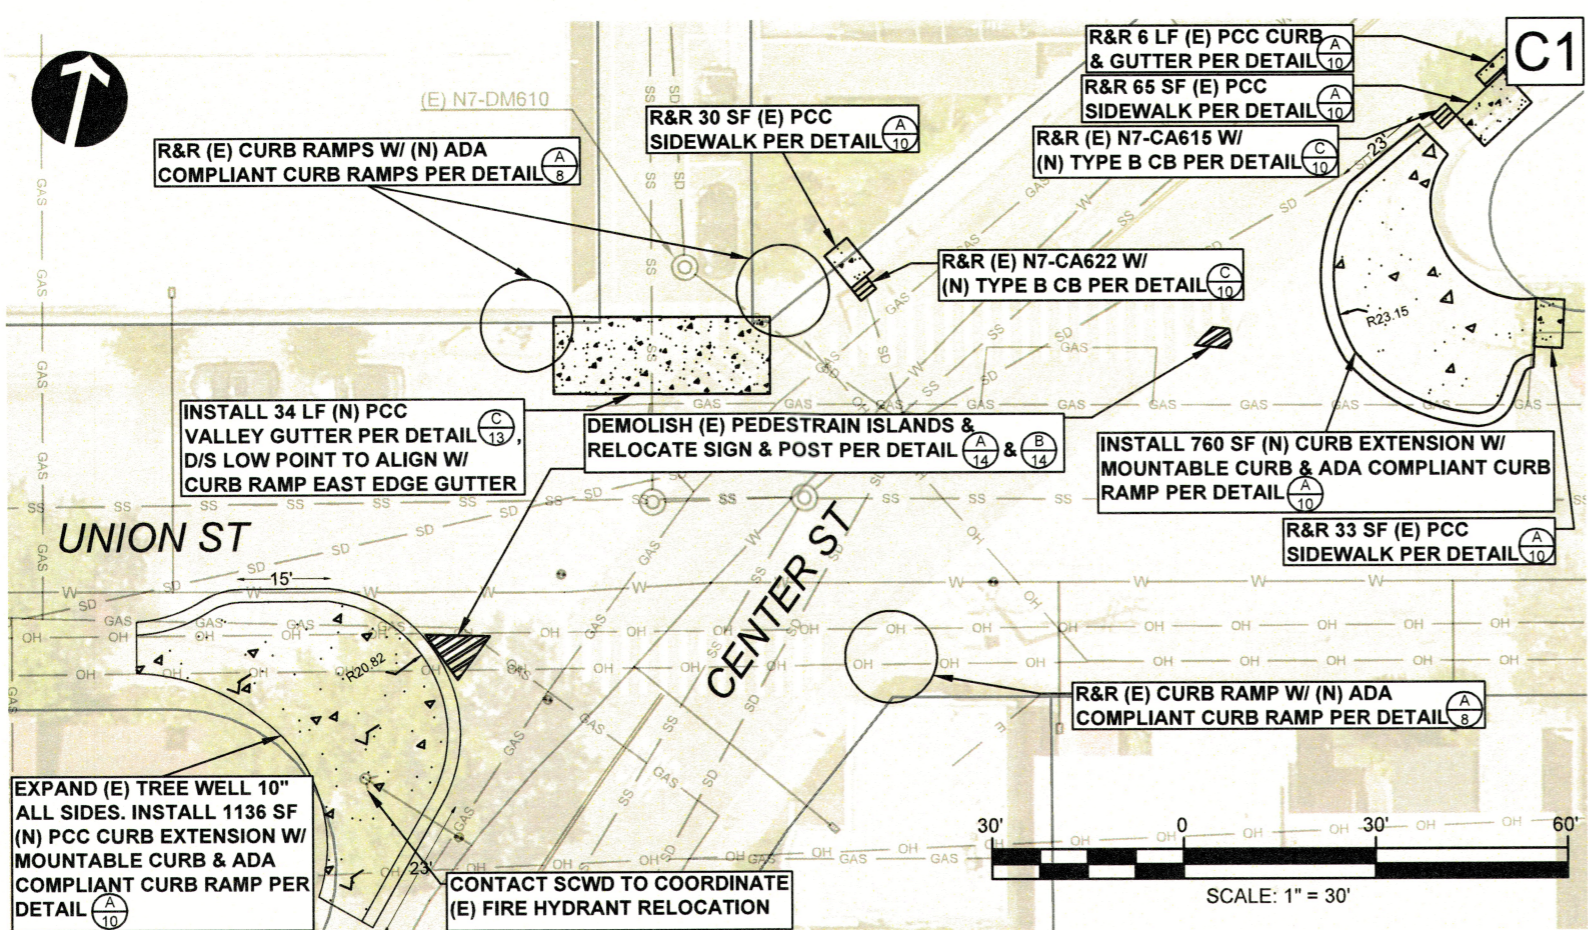 C1
R&R 6 LF (E) PCC CURB
& GUTTER PER DETAIL A/10
R&R 65 SF (E) PCC
SIDEWALK PER DETAIL A/10
R&R (E) N7-CA615 W/
(N) TYPE B CB PER DETAIL C/10
(E) N7-DM610
R&R 30 SF (E) PCC
SIDEWALK PER DETAIL A/10
R&R (E) CURB RAMPS W/ (N) ADA
COMPLIANT CURB RAMPS PER DETAIL A/8
R&R (E) N7-CA622 W/
(N) TYPE B CB PER DETAIL C/10
23'
R23.15
INSTALL 34 LF (N) PCC
VALLEY GUTTER PER DETAIL C/13,
D/S LOW POINT TO ALIGN W/
CURB RAMP EAST EDGE GUTTER
DEMOLISH (E) PEDESTRAIN ISLANDS &
RELOCATE SIGN & POST PER DETAIL A/14 & B/14
INSTALL 760 SF (N) CURB EXTENSION W/
MOUNTABLE CURB & ADA COMPLIANT CURB
RAMP PER DETAIL A/10
R&R 33 SF (E) PCC
SIDEWALK PER DETAIL A/10
UNION ST
CENTER ST
15'
R20.82
R&R (E) CURB RAMP W/ (N) ADA
COMPLIANT CURB RAMP PER DETAIL A/8
EXPAND (E) TREE WELL 10"
ALL SIDES. INSTALL 1136 SF
(N) PCC CURB EXTENSION W/
MOUNTABLE CURB & ADA
COMPLIANT CURB RAMP PER
DETAIL A/10
23'
CONTACT SCWD TO COORDINATE
(E) FIRE HYDRANT RELOCATION
30' 0 30' 60'
SCALE: 1" = 30'
GAS
SS
SD
W
OH
E